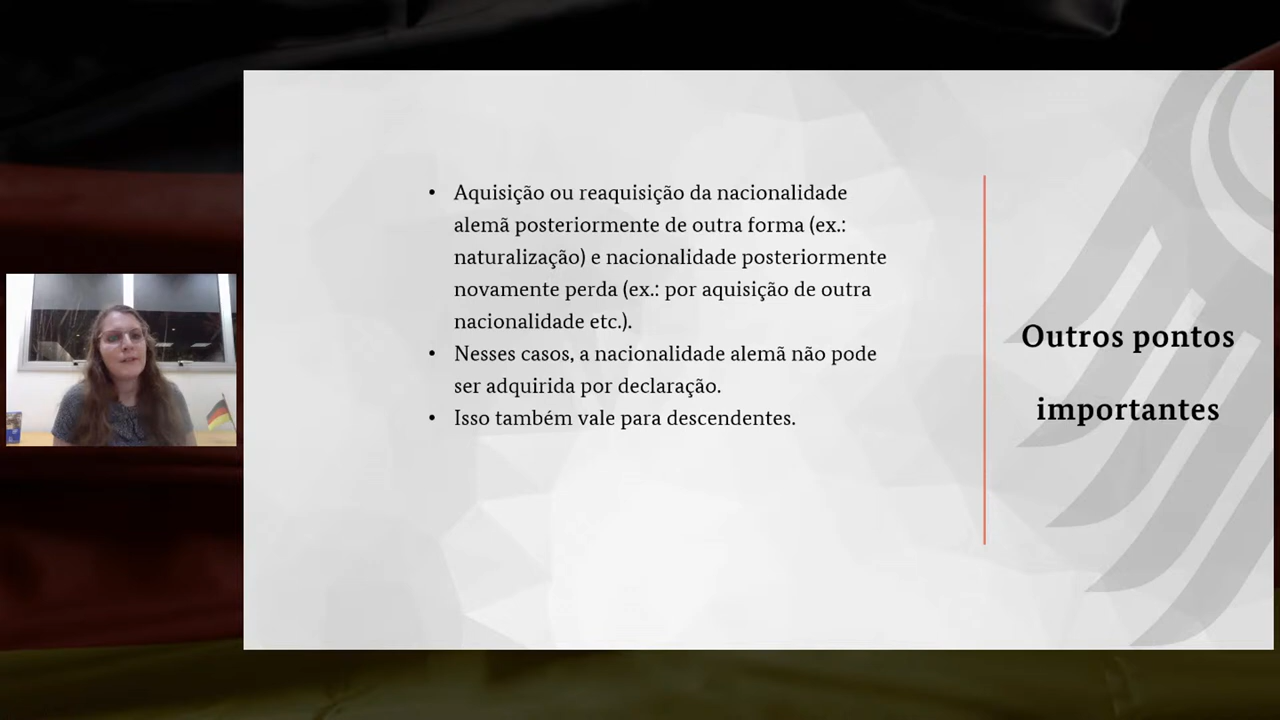 • Aquisição ou reaquisição da nacionalidade
alemã posteriormente de outra forma (ex.:
naturalização) e nacionalidade posteriormente
novamente perda (ex.: por aquisição de outra
nacionalidade etc.).
• Nesses casos, a nacionalidade alemã não pode
ser adquirida por declaração.
• Isso também vale para descendentes.
Outros pontos
importantes